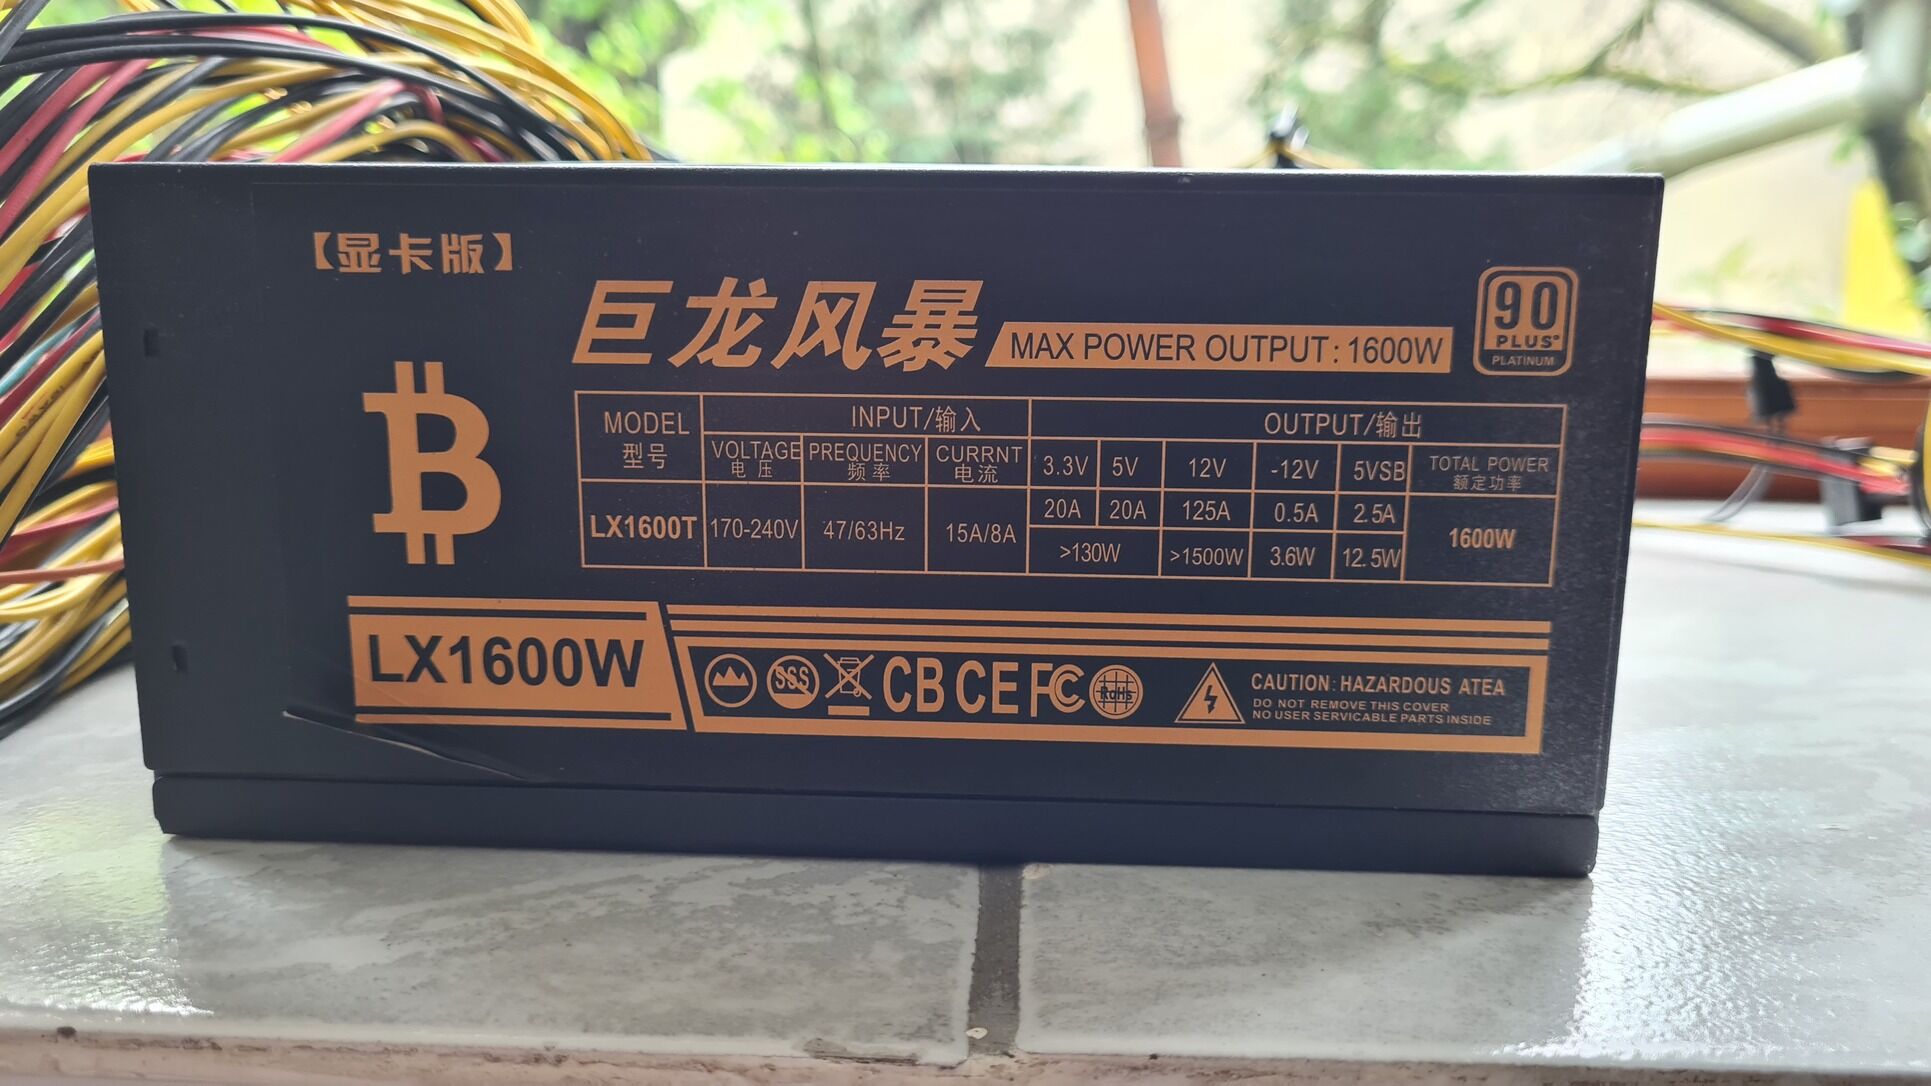 【显卡版】
巨龙风暴
MAX POWER OUTPUT: 1600W
90
PLUS
PLATINUM
MODEL
型号
INPUT/输入
OUTPUT/输出
VOLTAGE
电压
PREQUENCY
频率
CURRNT
电流
3.3V 5V 12V -12V 5VSB
TOTAL POWER
额定功率
LX1600T 170-240V 47/63Hz 15A/8A
20A 20A 125A 0.5A 2.5A
>130W >1500W 3.6W 12.5W
1600W
LX1600W
SSS CB CE FC RoHS
CAUTION: HAZARDOUS ATEA
DO NOT REMOVE THIS COVER
NO USER SERVICABLE PARTS INSIDE